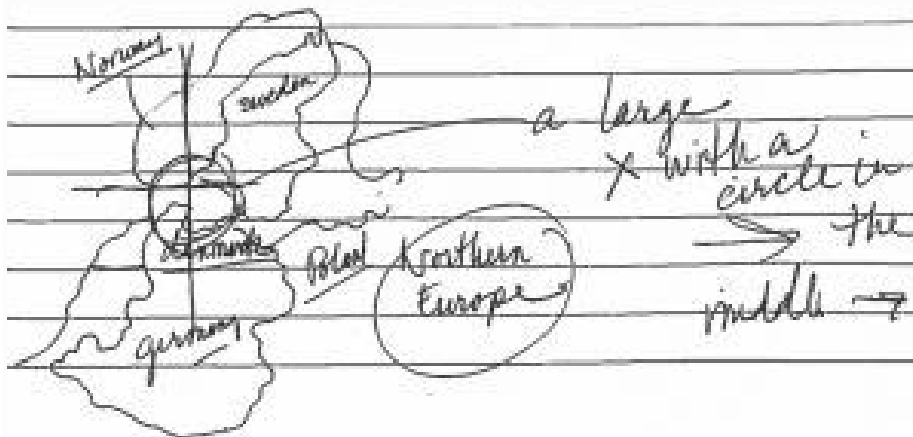 Norway
Sweden
a large
X with a
circle in
the
middle →
Denmark
Poland
Northern
Europe
germany